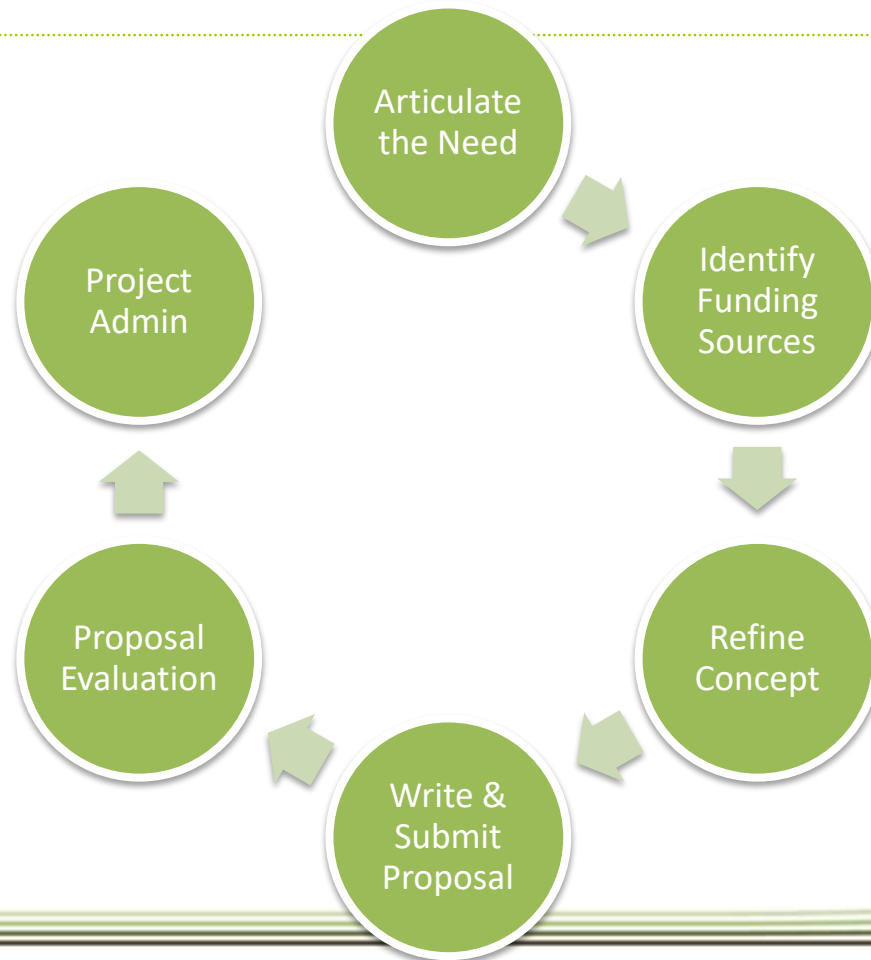 Articulate
the Need
Identify
Funding
Sources
Refine
Concept
Write &
Submit
Proposal
Proposal
Evaluation
Project
Admin